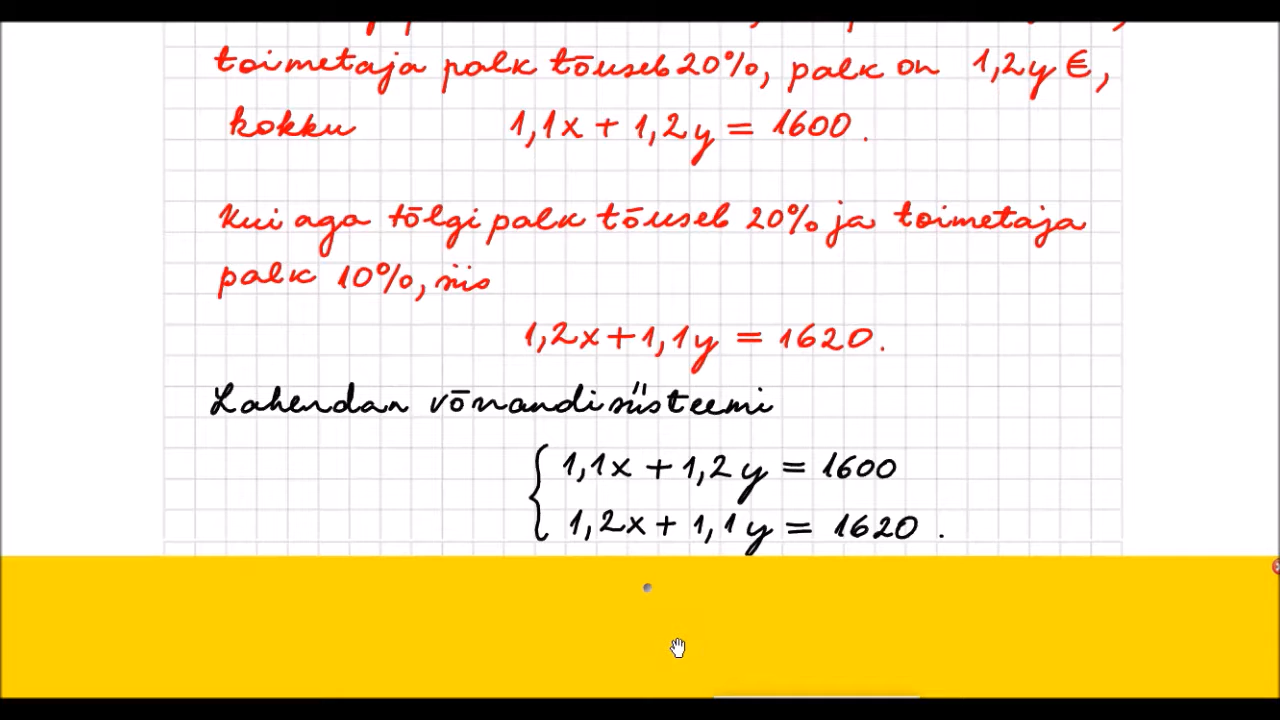 toimetaja palk tõuseb 20%, palk on 1,2y €,
kokku 1,1x + 1,2y = 1600.
Kui aga tõlgi palk tõuseb 20% ja toimetaja
palk 10%, siis
1,2x + 1,1y = 1620.
Lahendan võrrandisüsteemi
{ 1,1x + 1,2y = 1600
1,2x + 1,1y = 1620.